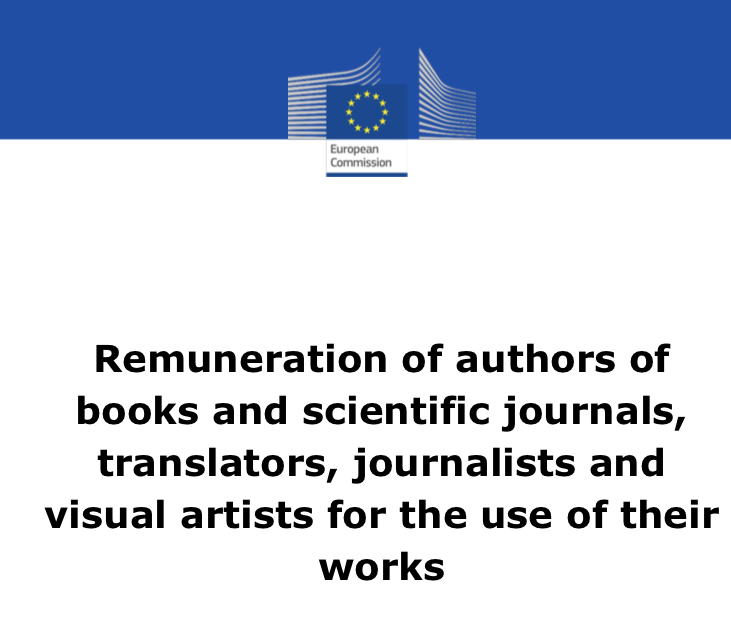 European
Commission
Remuneration of authors of
books and scientific journals,
translators, journalists and
visual artists for the use of their
works